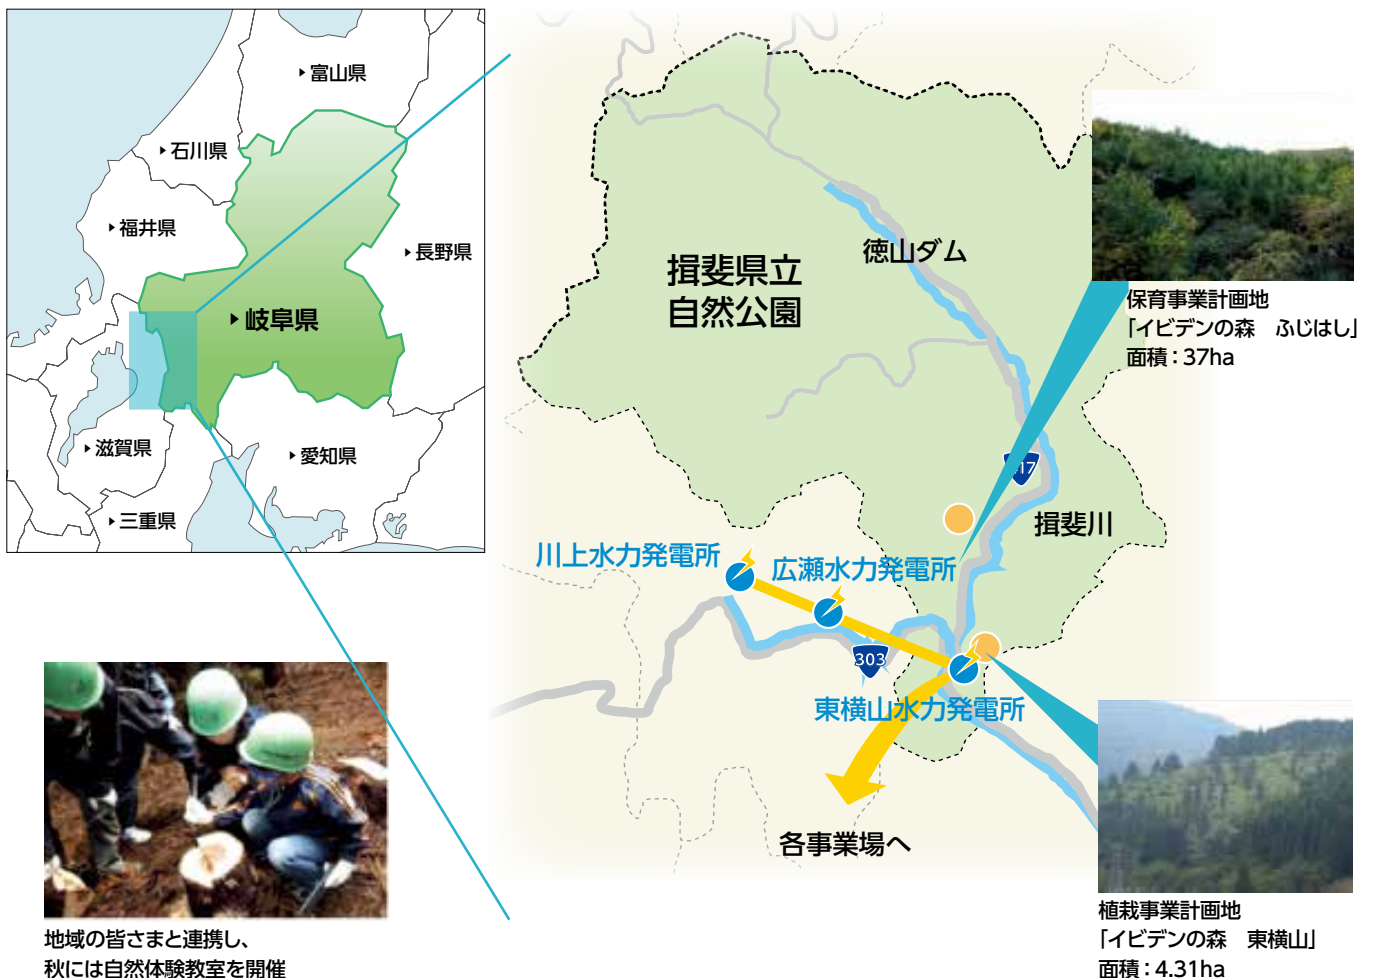 富山県
石川県
福井県
長野県
岐阜県
滋賀県
愛知県
三重県
揖斐県立
自然公園
徳山ダム
17
揖斐川
川上水力発電所
広瀬水力発電所
303
東横山水力発電所
各事業場へ
保育事業計画地
「イビデンの森　ふじはし」
面積：37ha
植栽事業計画地
「イビデンの森　東横山」
面積：4.31ha
地域の皆さまと連携し、
秋には自然体験教室を開催